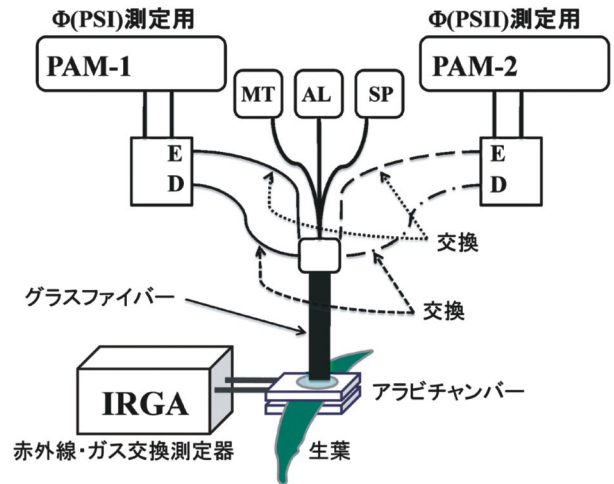 Φ(PSI)測定用
PAM-1
E
D
MT
AL
SP
Φ(PSII)測定用
PAM-2
E
D
交換
交換
グラスファイバー
アラビチャンバー
IRGA
赤外線・ガス交換測定器
生葉